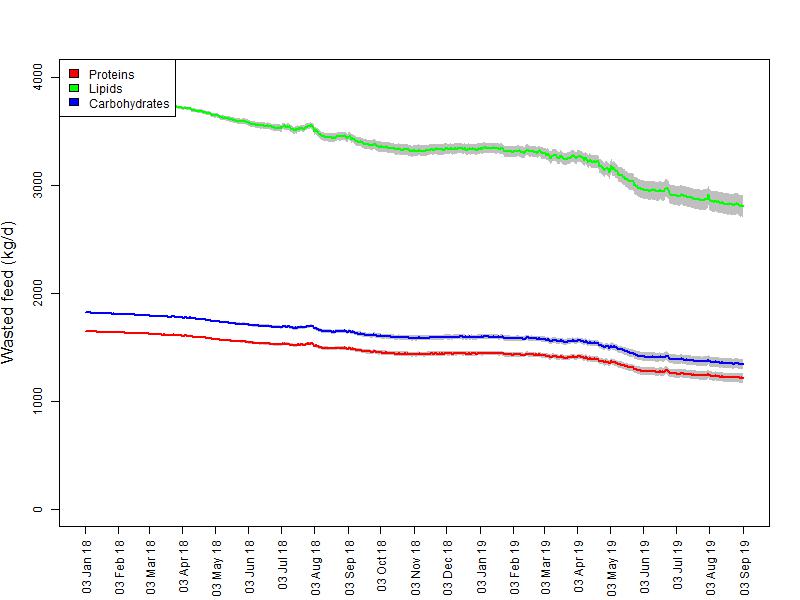 Proteins
Lipids
Carbohydrates
Wasted feed (kg/d)
4000
3000
2000
1000
0
03 Jan 18
03 Feb 18
03 Mar 18
03 Apr 18
03 May 18
03 Jun 18
03 Jul 18
03 Aug 18
03 Sep 18
03 Oct 18
03 Nov 18
03 Dec 18
03 Jan 19
03 Feb 19
03 Mar 19
03 Apr 19
03 May 19
03 Jun 19
03 Jul 19
03 Aug 19
03 Sep 19